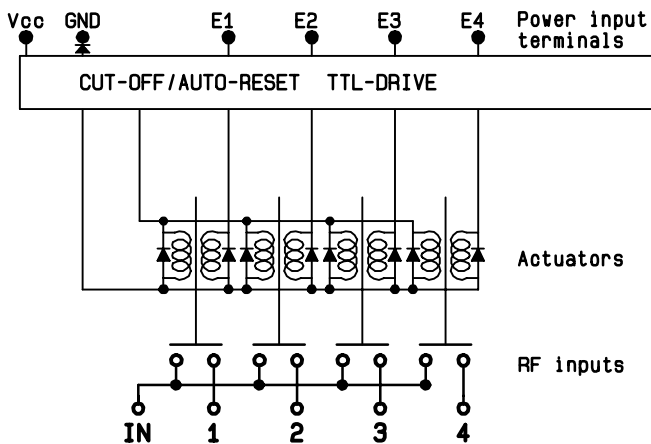 Vcc GND E1 E2 E3 E4 Power input
terminals
CUT-OFF/AUTO-RESET TTL-DRIVE
Actuators
RF inputs
IN 1 2 3 4